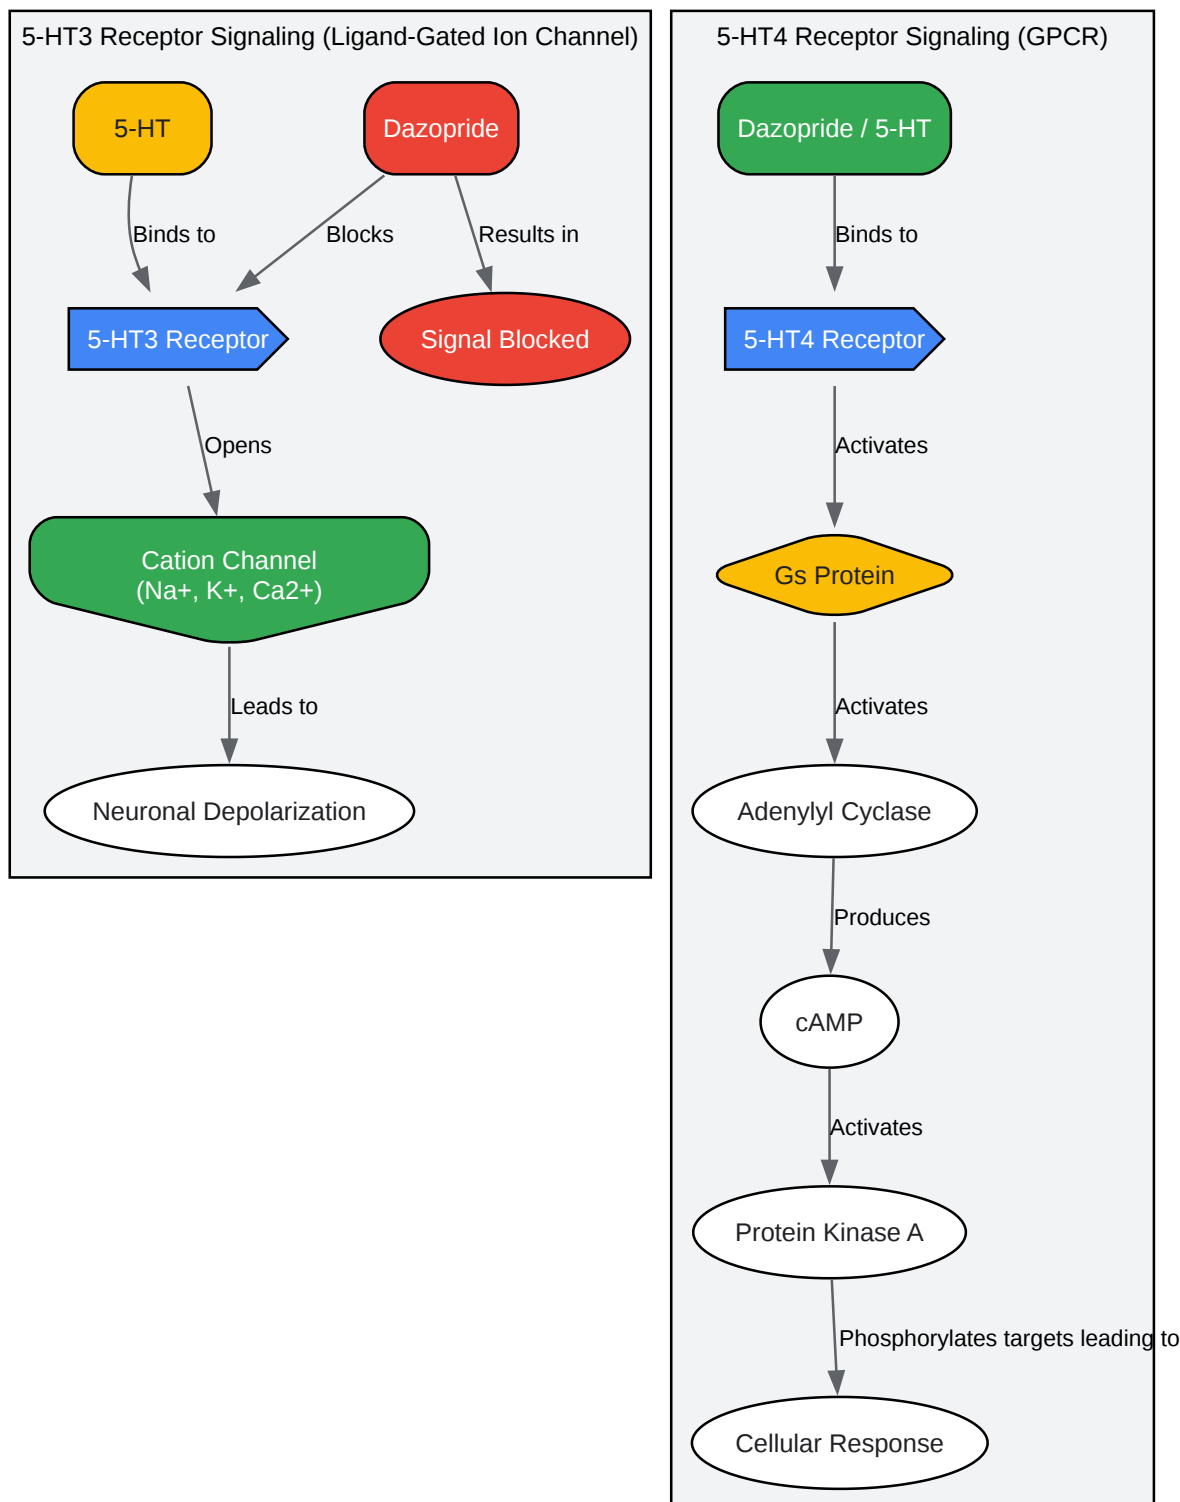 5-HT3 Receptor Signaling (Ligand-Gated Ion Channel)
5-HT
Dazopride
Binds to
Blocks
Results in
5-HT3 Receptor
Signal Blocked
Opens
Cation Channel
(Na+, K+, Ca2+)
Leads to
Neuronal Depolarization
5-HT4 Receptor Signaling (GPCR)
Dazopride / 5-HT
Binds to
5-HT4 Receptor
Activates
Gs Protein
Activates
Adenylyl Cyclase
Produces
cAMP
Activates
Protein Kinase A
Phosphorylates targets leading to
Cellular Response